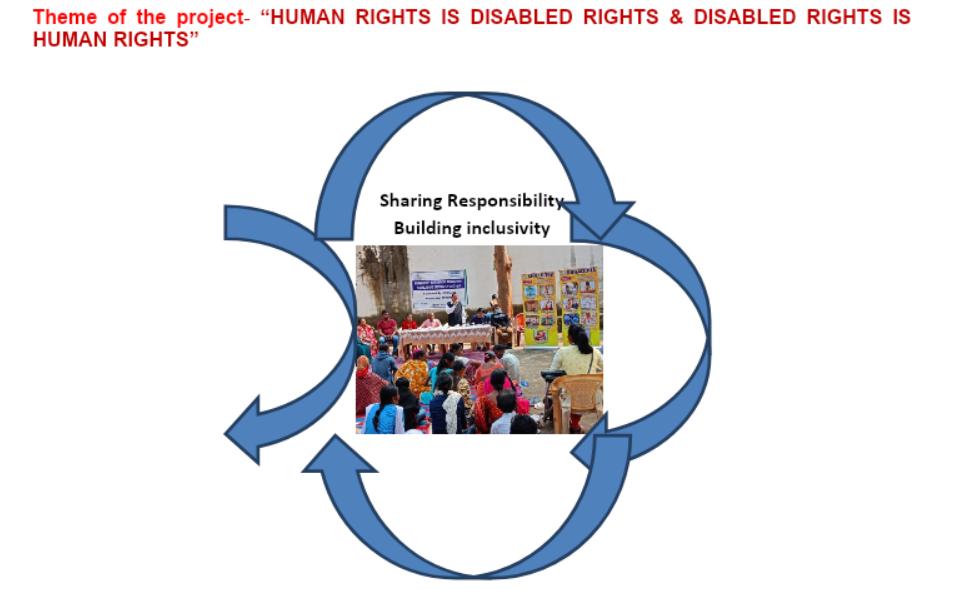 Theme of the project- “HUMAN RIGHTS IS DISABLED RIGHTS & DISABLED RIGHTS IS
HUMAN RIGHTS”
Sharing Responsibility
Building inclusivity